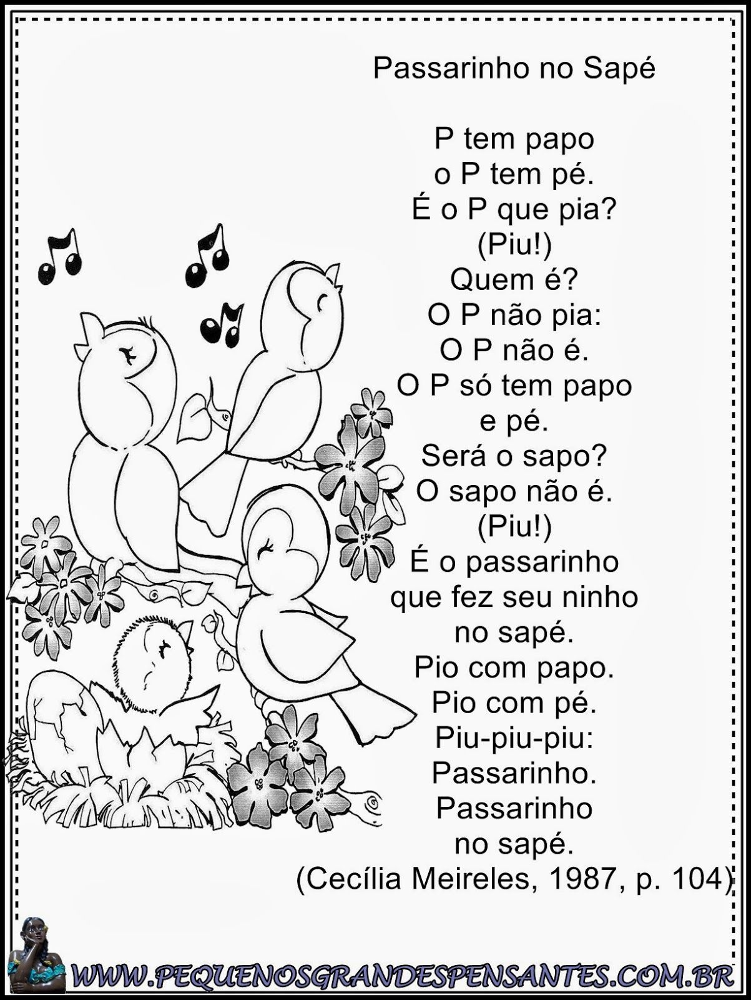 Passarinho no Sapé
P tem papo
o P tem pé.
É o P que pia?
(Piu!)
Quem é?
O P não pia:
O P não é.
O P só tem papo
e pé.
Será o sapo?
O sapo não é.
(Piu!)
É o passarinho
que fez seu ninho
no sapé.
Pio com papo.
Pio com pé.
Piu-piu-piu:
Passarinho.
Passarinho
no sapé.
(Cecília Meireles, 1987, p. 104)
WWW.PEQUENOSGRANDESPENSANTES.COM.BR